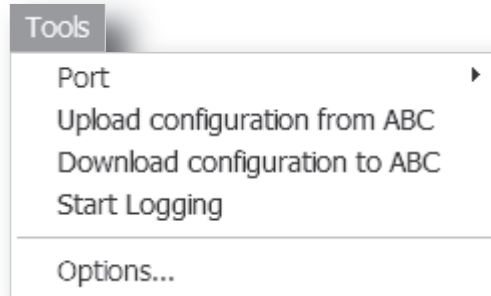 Tools
Port
Upload configuration from ABC
Download configuration to ABC
Start Logging
Options...